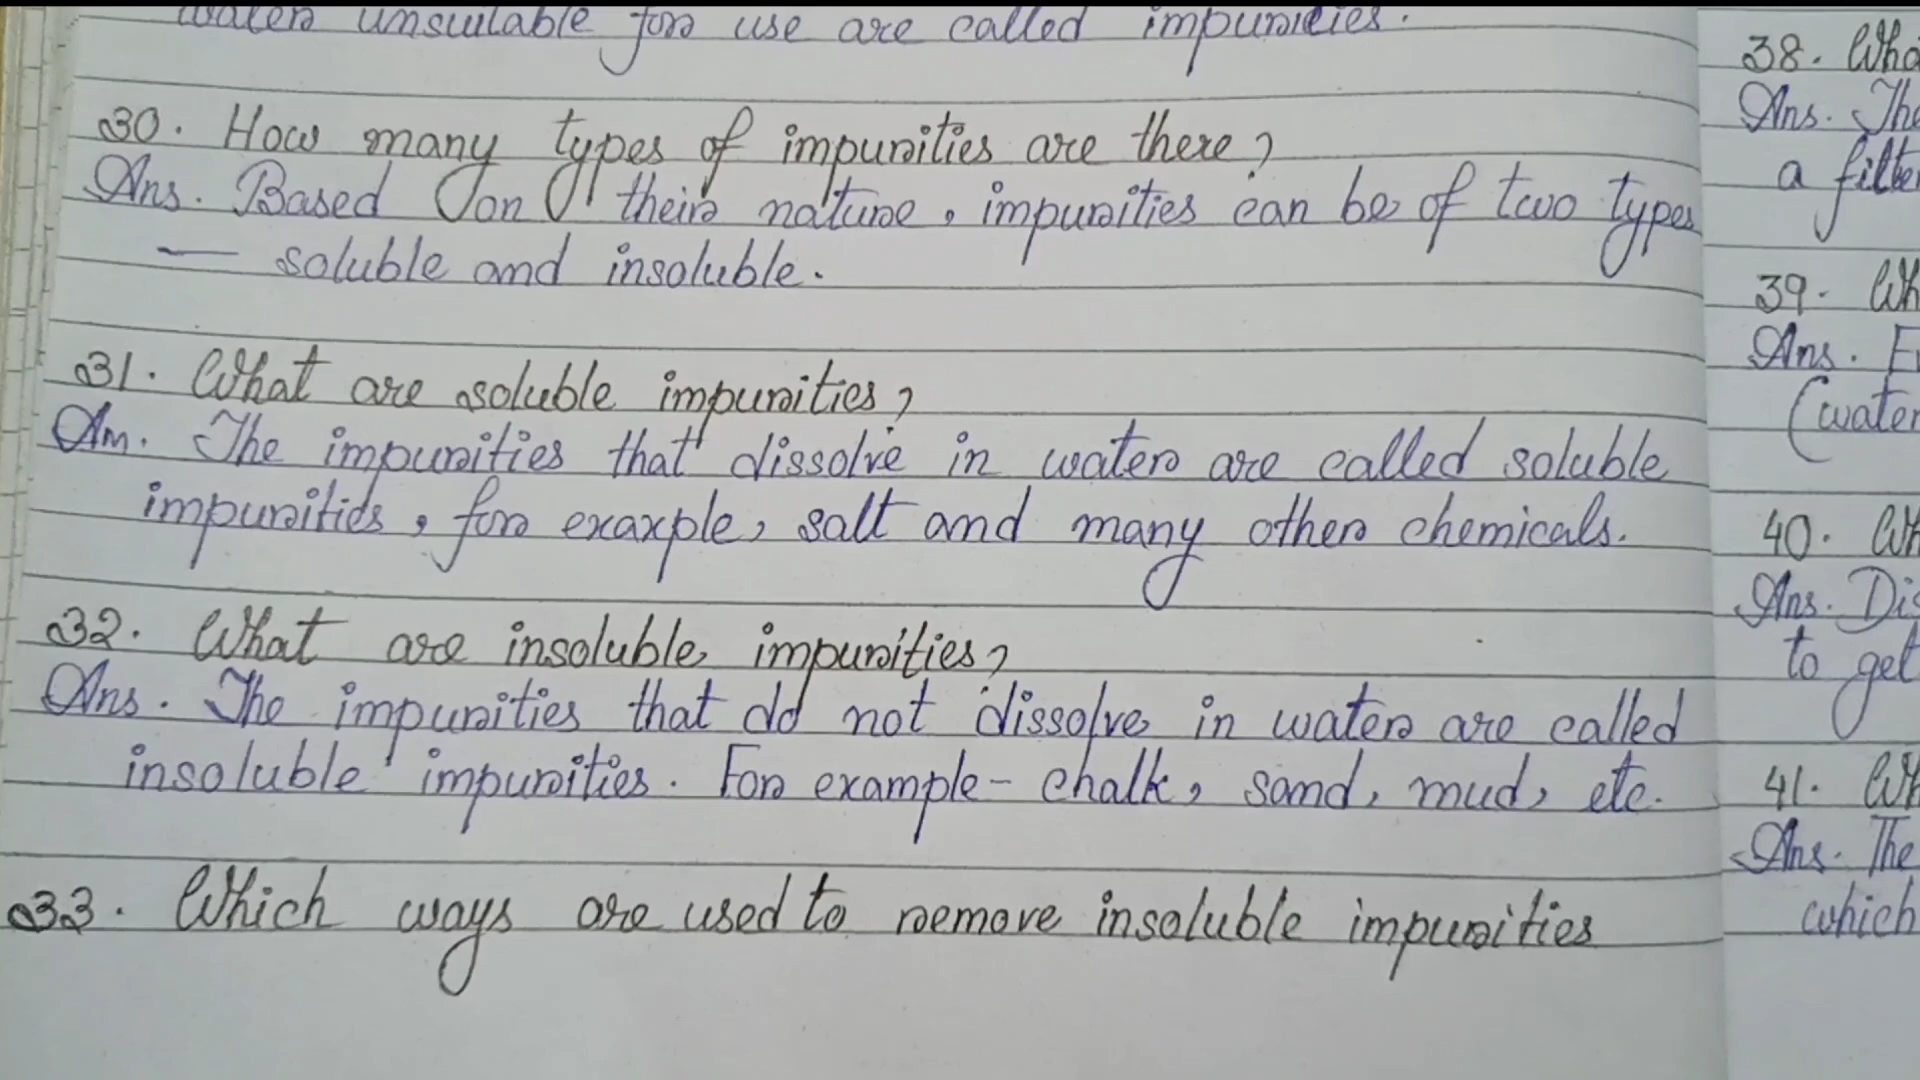 water unsuitable for use are called impurities.
30. How many types of impurities are there?
Ans. Based on their nature, impurities can be of two types
— soluble and insoluble.
31. What are soluble impurities?
Ans. The impurities that dissolve in water are called soluble
impuritids, for exaxple, salt and many other chemicals.
32. What are insoluble impurities?
Ans. The impurities that dd not dissolve in water are called
insoluble impurities. For example- chalk, sand, mud, etc.
33. Which ways are used to remove insoluble impurities
38.
Ans. The
a
39.
Ans.
(water
40.
Ans.
to get
41.
Ans. The
which